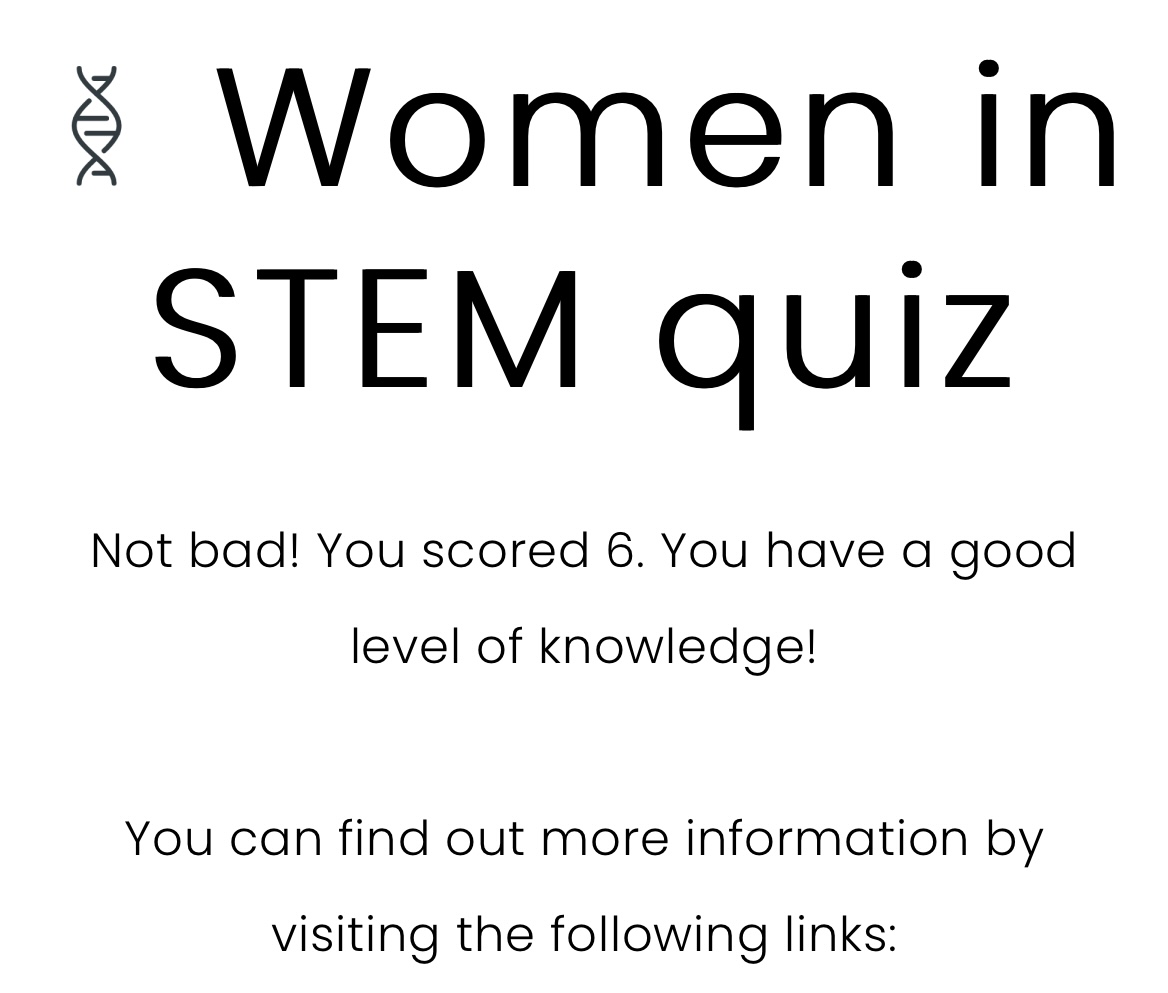 Women in
STEM quiz
Not bad! You scored 6. You have a good
level of knowledge!
You can find out more information by
visiting the following links: